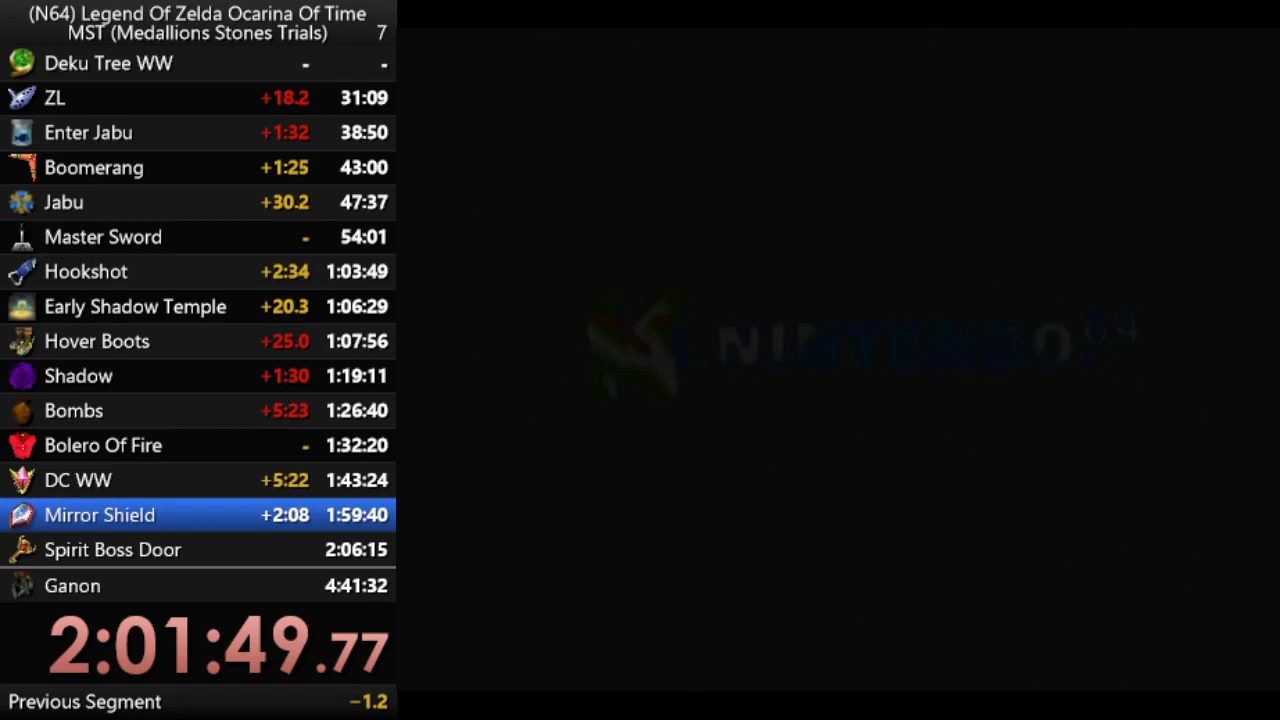 (N64) Legend Of Zelda Ocarina Of Time
MST (Medallions Stones Trials) 7
Deku Tree WW - -
ZL +18.2 31:09
Enter Jabu +1:32 38:50
Boomerang +1:25 43:00
Jabu +30.2 47:37
Master Sword - 54:01
Hookshot +2:34 1:03:49
Early Shadow Temple +20.3 1:06:29
Hover Boots +25.0 1:07:56
Shadow +1:30 1:19:11
Bombs +5:23 1:26:40
Bolero Of Fire - 1:32:20
DC WW +5:22 1:43:24
Mirror Shield +2:08 1:59:40
Spirit Boss Door 2:06:15
Ganon 4:41:32
2:01:49.77
Previous Segment −1.2
NINTENDO64